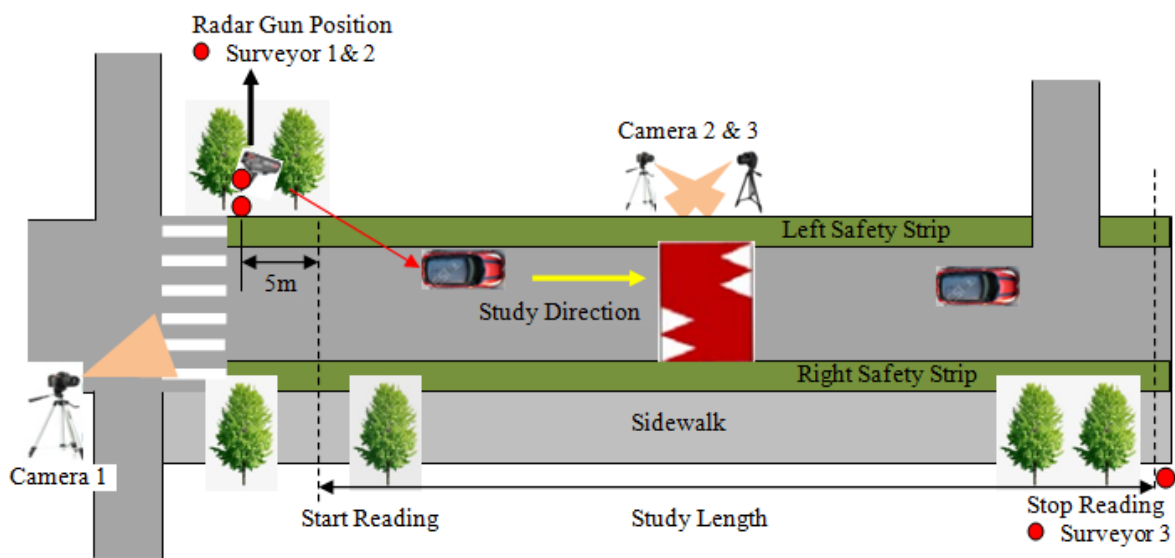 Radar Gun Position
Surveyor 1& 2
Camera 2 & 3
Left Safety Strip
5m
Study Direction
Right Safety Strip
Sidewalk
Camera 1
Start Reading
Study Length
Stop Reading
Surveyor 3